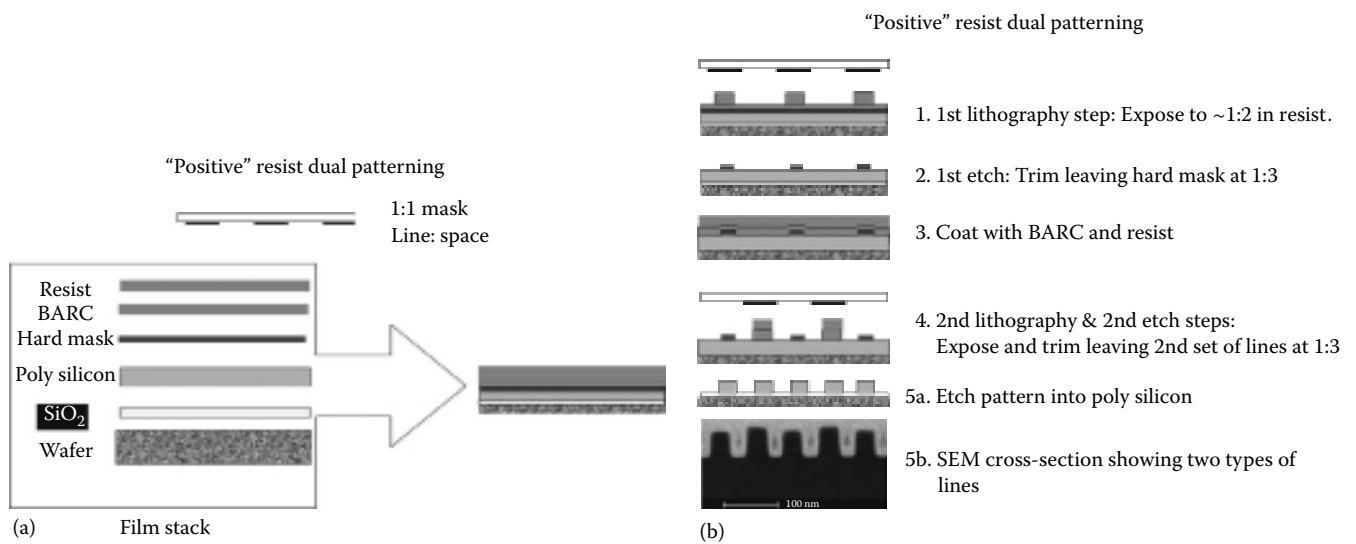 “Positive” resist dual patterning
1:1 mask
Line: space
Resist
BARC
Hard mask
Poly silicon
SiO2
Wafer
(a) Film stack
“Positive” resist dual patterning
1. 1st lithography step: Expose to ~1:2 in resist.
2. 1st etch: Trim leaving hard mask at 1:3
3. Coat with BARC and resist
4. 2nd lithography & 2nd etch steps:
Expose and trim leaving 2nd set of lines at 1:3
5a. Etch pattern into poly silicon
5b. SEM cross-section showing two types of
lines
100 nm
(b)